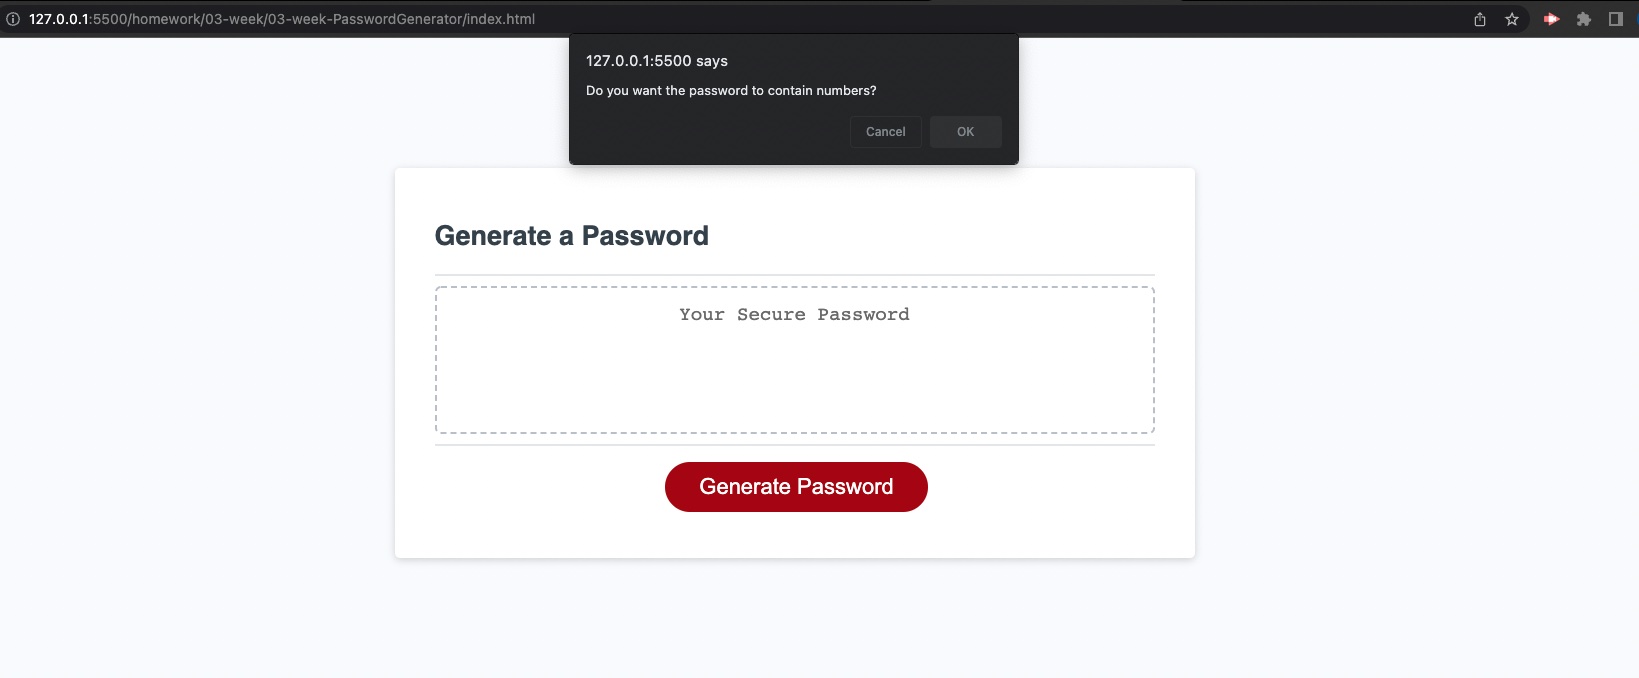 127.0.0.1:5500/homework/03-week/03-week-PasswordGenerator/index.html
127.0.0.1:5500 says
Do you want the password to contain numbers?
Cancel OK
Generate a Password
Your Secure Password
Generate Password